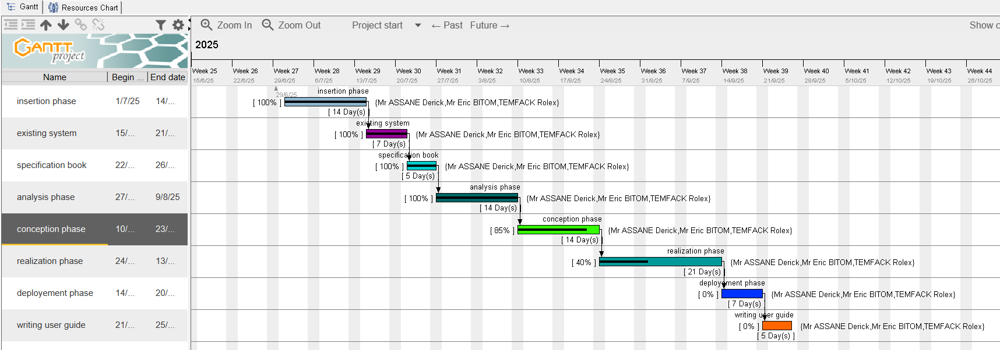 Gantt
Resources Chart
Zoom In
Zoom Out
Project start
← Past
Future →
Show c
GANTT
project
2025
Name
Begin ...
End date
Week 25
Week 26
Week 27
Week 28
Week 29
Week 30
Week 31
Week 32
Week 33
Week 34
Week 35
Week 36
Week 37
Week 38
Week 39
Week 40
Week 41
Week 42
Week 43
Week 44
15/6/25
22/6/25
29/6/25
6/7/25
13/7/25
20/7/25
27/7/25
3/8/25
10/8/25
17/8/25
24/8/25
31/8/25
7/9/25
14/9/25
21/9/25
28/9/25
5/10/25
12/10/25
19/10/25
26/10/25
29/6/25
insertion phase
1/7/25
14/...
insertion phase
[ 100% ]
{Mr ASSANE Derick,Mr Eric BITOM,TEMFACK Rolex}
[ 14 Day(s) ]
existing system
15/...
21/...
existing system
[ 100% ]
{Mr ASSANE Derick,Mr Eric BITOM,TEMFACK Rolex}
[ 7 Day(s) ]
specification book
22/...
26/...
specification book
[ 100% ]
{Mr ASSANE Derick,Mr Eric BITOM,TEMFACK Rolex}
[ 5 Day(s) ]
analysis phase
27/...
9/8/25
analysis phase
[ 100% ]
{Mr ASSANE Derick,Mr Eric BITOM,TEMFACK Rolex}
[ 14 Day(s) ]
conception phase
10/...
23/...
conception phase
[ 85% ]
{Mr ASSANE Derick,Mr Eric BITOM,TEMFACK Rolex}
[ 14 Day(s) ]
realization phase
24/...
13/...
realization phase
[ 40% ]
{Mr ASSANE Derick,Mr Eric BITOM,TEMFACK Rolex}
[ 21 Day(s) ]
deployement phase
14/...
20/...
deployement phase
[ 0% ]
{Mr ASSANE Derick,Mr Eric BITOM,TEMFACK Rolex}
[ 7 Day(s) ]
writing user guide
21/...
25/...
writing user guide
[ 0% ]
{Mr ASSANE Derick,Mr Eric BITOM,TEMFACK Rolex}
[ 5 Day(s) ]